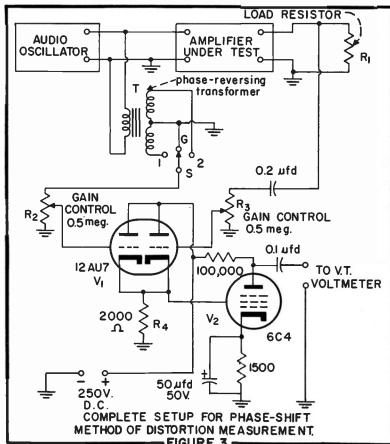 LOAD RESISTOR
AUDIO
OSCILLATOR
AMPLIFIER
UNDER TEST
R1
phase-reversing
transformer
T
G
1
2
S
0.2 µfd
R2
GAIN
CONTROL
0.5 meg.
R3
GAIN CONTROL
0.5 meg.
12AU7
V1
0.1 µfd
100,000
TO V.T.
VOLTMETER
2000
Ω
R4
V2
6C4
- +
250V.
D.C.
50µfd
50V.
+
1500
COMPLETE SETUP FOR PHASE-SHIFT
METHOD OF DISTORTION MEASUREMENT.
FIGURE 3